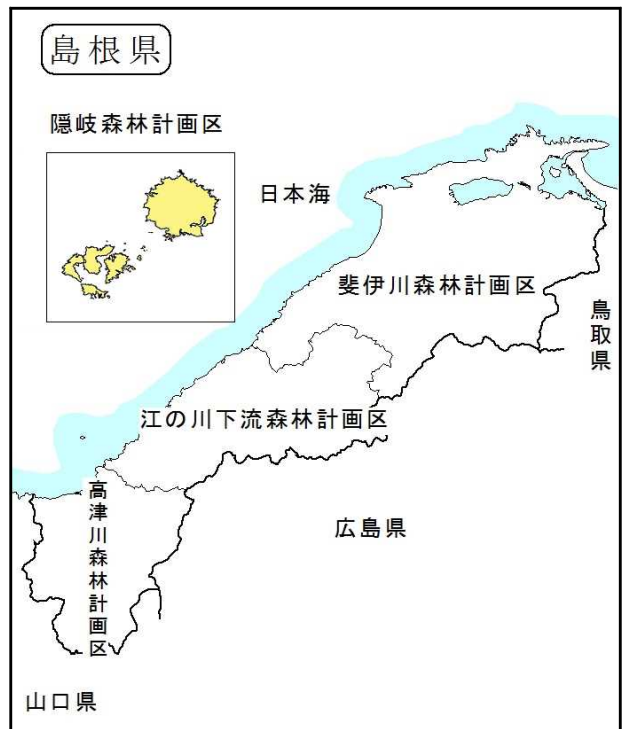 島根県
隠岐森林計画区
日本海
斐伊川森林計画区
鳥取県
江の川下流森林計画区
高津川森林計画区
広島県
山口県